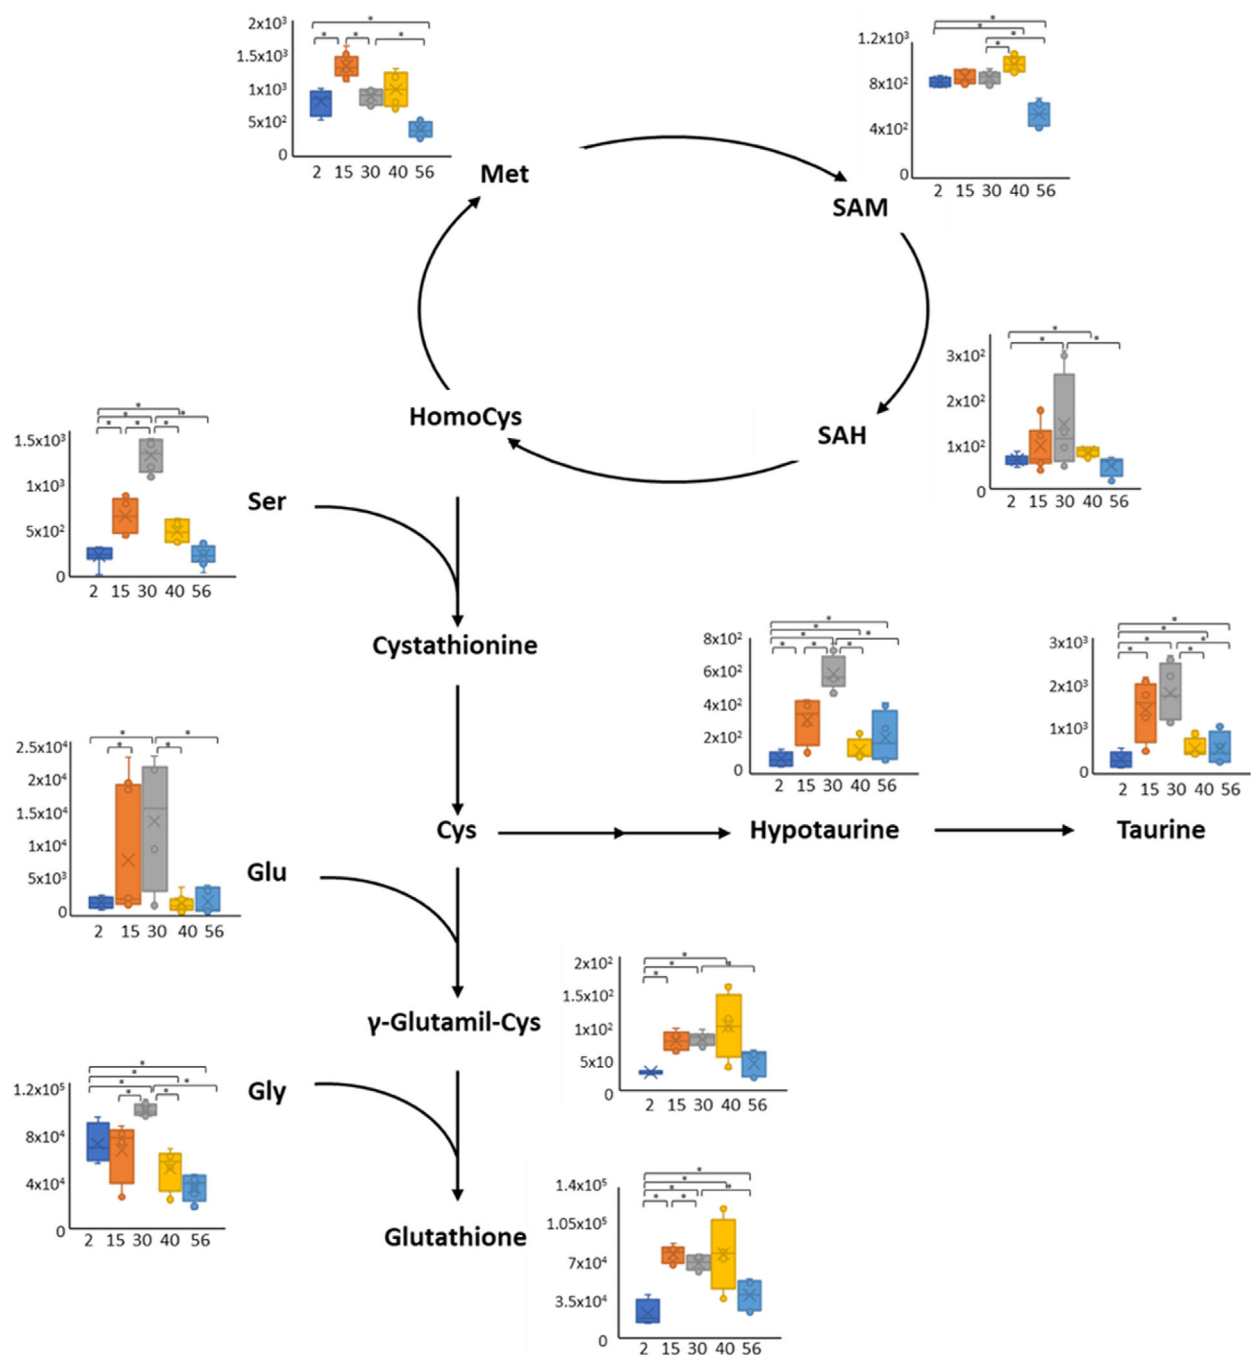 2x10³
1.5x10³
1x10³
5x10²
0
2 15 30 40 56
* * * *
Met
1.2x10³
8x10²
4x10²
0
2 15 30 40 56
* * * *
SAM
3x10²
2x10²
1x10²
0
2 15 30 40 56
* * *
SAH
HomoCys
1.5x10³
1x10³
5x10²
0
2 15 30 40 56
* * * * * *
Ser
Cystathionine
8x10²
6x10²
4x10²
2x10²
0
2 15 30 40 56
* * * * * * *
3x10³
2x10³
1x10³
0
2 15 30 40 56
* * * * * *
2.5x10⁴
2x10⁴
1.5x10⁴
1x10⁴
5x10³
0
2 15 30 40 56
* * * *
Cys
Hypotaurine
Taurine
Glu
2x10²
1.5x10²
1x10²
5x10
0
2 15 30 40 56
* * * *
γ-Glutamil-Cys
1.2x10⁵
8x10⁴
4x10⁴
0
2 15 30 40 56
* * * * * *
Gly
1.4x10⁵
1.05x10⁵
7x10⁴
3.5x10⁴
0
2 15 30 40 56
* * * * * *
Glutathione